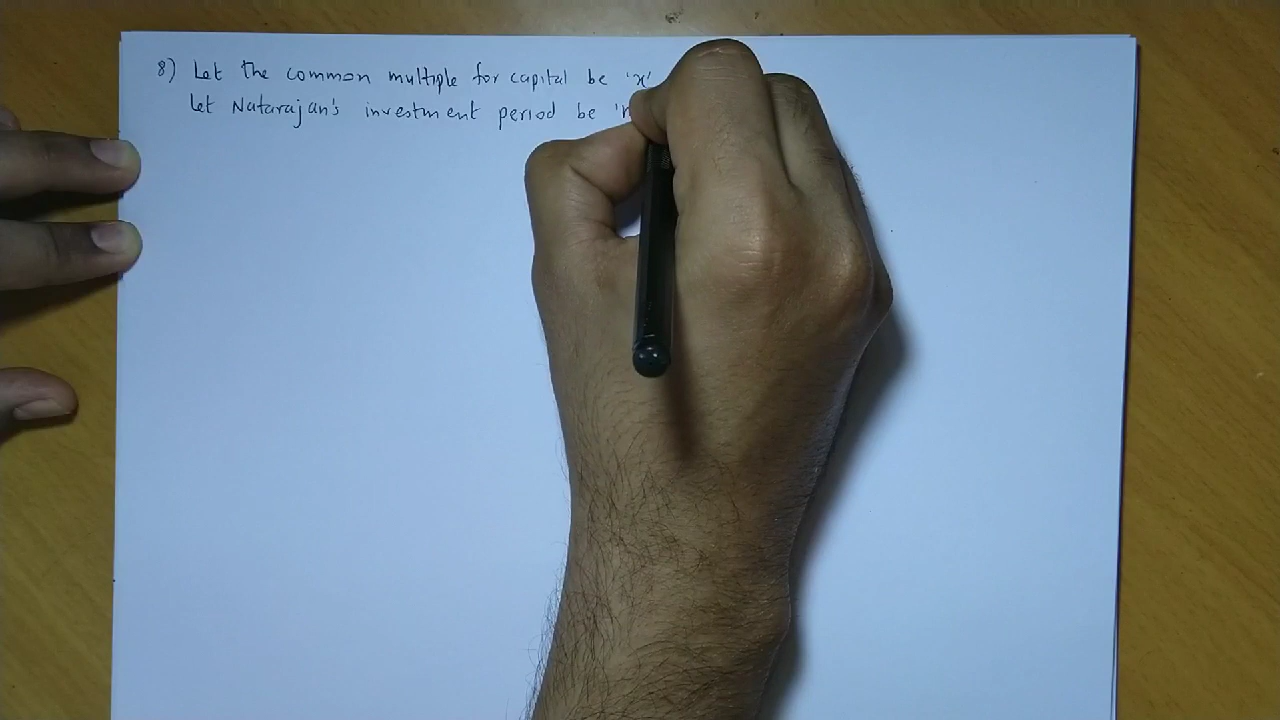 8) Let the common multiple for capital be 'x'
Let Natarajan's investment period be